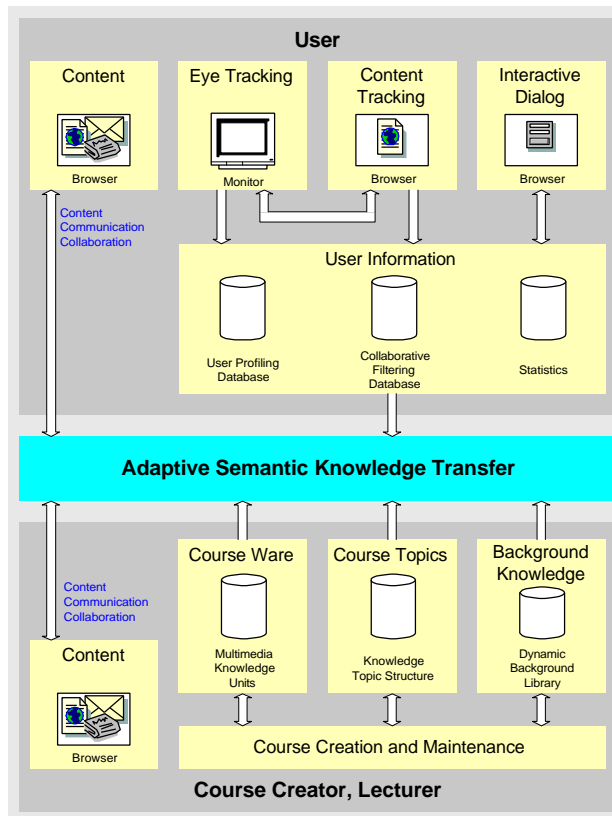 User
Content
Browser
Eye Tracking
Monitor
Content
Tracking
Browser
Interactive
Dialog
Browser
Content
Communication
Collaboration
User Information
User Profiling
Database
Collaborative
Filtering
Database
Statistics
Adaptive Semantic Knowledge Transfer
Content
Communication
Collaboration
Course Ware
Multimedia
Knowledge
Units
Course Topics
Knowledge
Topic Structure
Background
Knowledge
Dynamic
Background
Library
Content
Browser
Course Creation and Maintenance
Course Creator, Lecturer